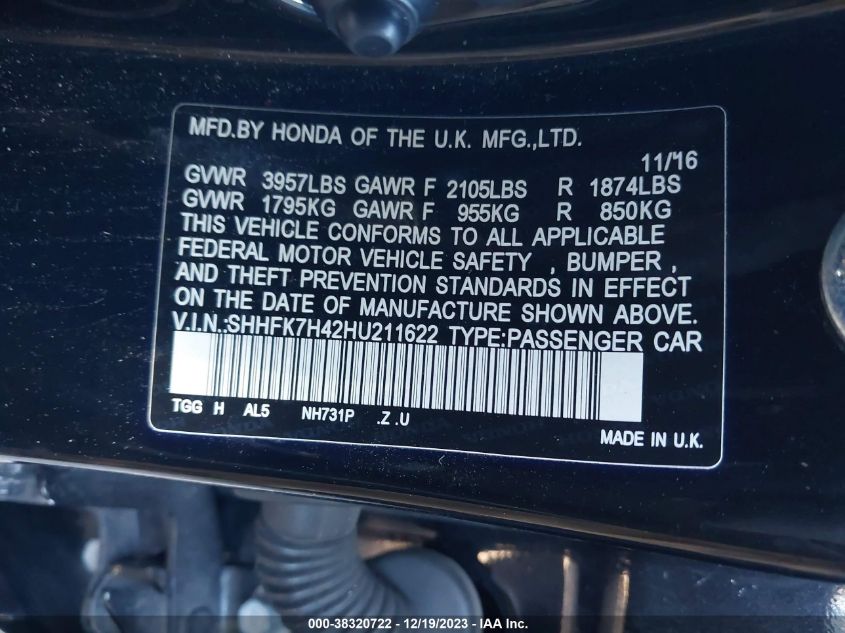 MFD.BY HONDA OF THE U.K. MFG.,LTD.
11/16
GVWR 3957LBS GAWR F 2105LBS R 1874LBS
GVWR 1795KG GAWR F 955KG R 850KG
THIS VEHICLE CONFORMS TO ALL APPLICABLE
FEDERAL MOTOR VEHICLE SAFETY , BUMPER ,
AND THEFT PREVENTION STANDARDS IN EFFECT
ON THE DATE OF MANUFACTURE SHOWN ABOVE.
V.I.N.:SHHFK7H42HU211622 TYPE:PASSENGER CAR
TGG H AL5 NH731P .Z .U
MADE IN U.K.
000-38320722 - 12/19/2023 - IAA Inc.